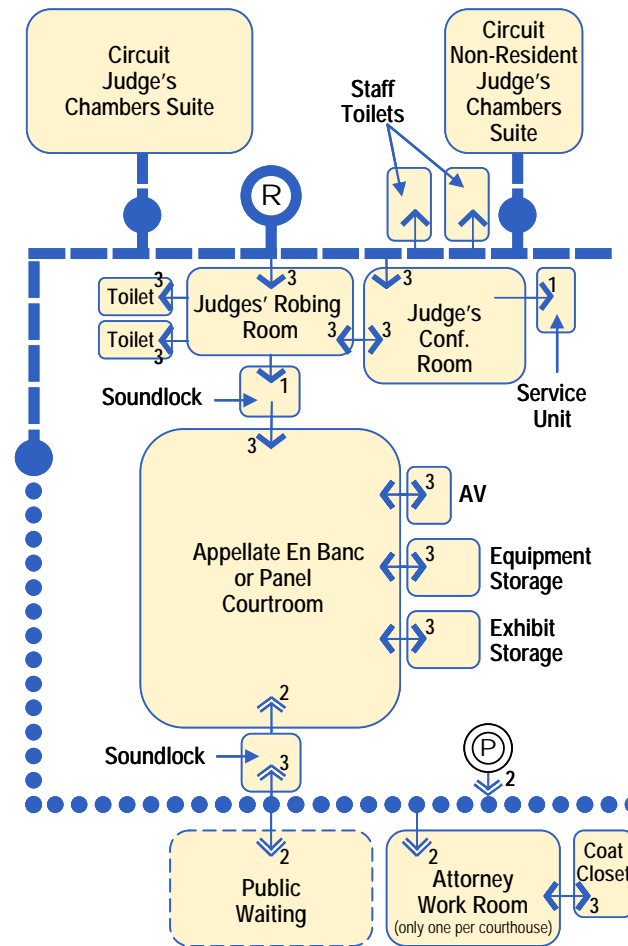 Circuit
Judge's
Chambers Suite
Circuit
Non-Resident
Judge's
Chambers
Suite
Staff
Toilets
R
3
Toilet
3
Toilet
3
Judges' Robing
Room
3
3
3
Judge's
Conf.
Room
1
Service
Unit
Soundlock
1
3
Appellate En Banc
or Panel
Courtroom
3
AV
3
Equipment
Storage
3
Exhibit
Storage
2
Soundlock
3
P
2
2
Public
Waiting
2
Attorney
Work Room
(only one per courthouse)
Coat
Closet
3